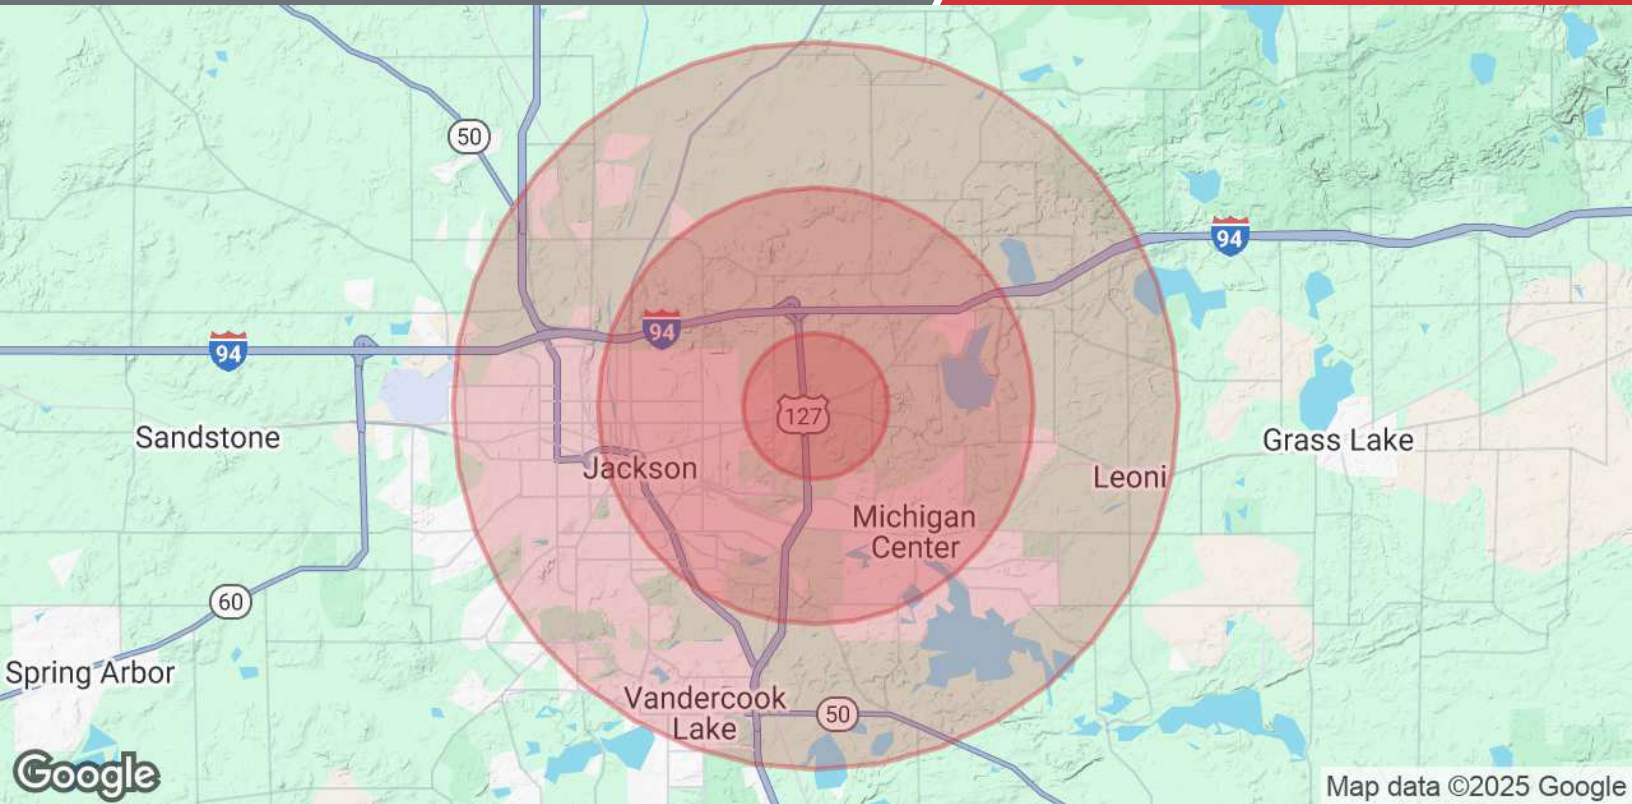 50
94
94
94
127
Sandstone
Grass Lake
Jackson
Leoni
Michigan
Center
60
Spring Arbor
Vandercook
Lake
50
Google
Map data ©2025 Google